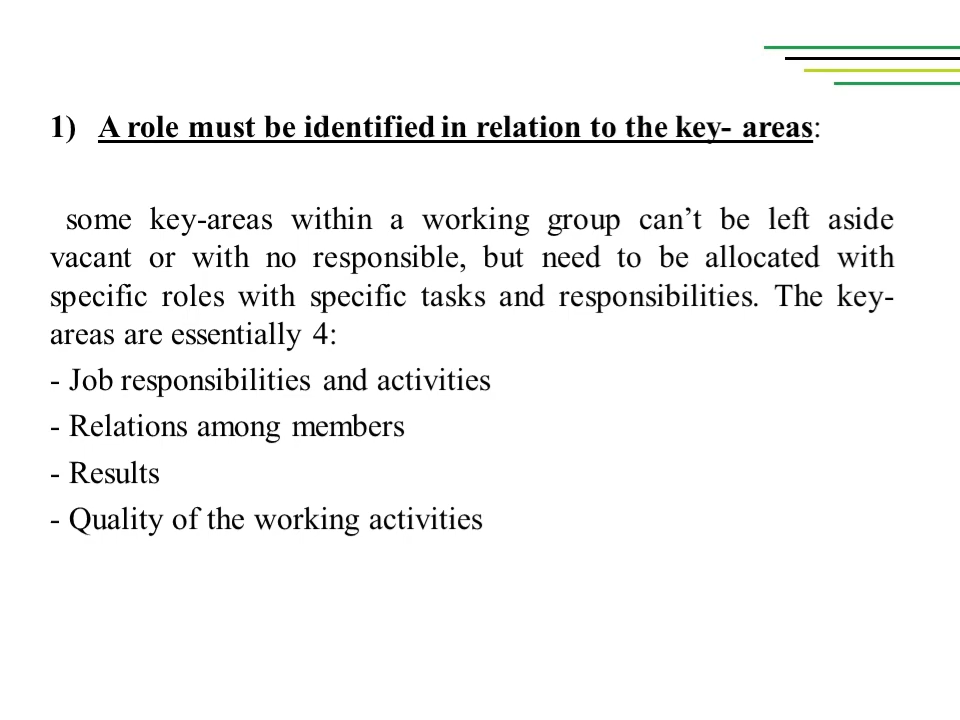 1) A role must be identified in relation to the key- areas:
some key-areas within a working group can’t be left aside
vacant or with no responsible, but need to be allocated with
specific roles with specific tasks and responsibilities. The key-
areas are essentially 4:
- Job responsibilities and activities
- Relations among members
- Results
- Quality of the working activities